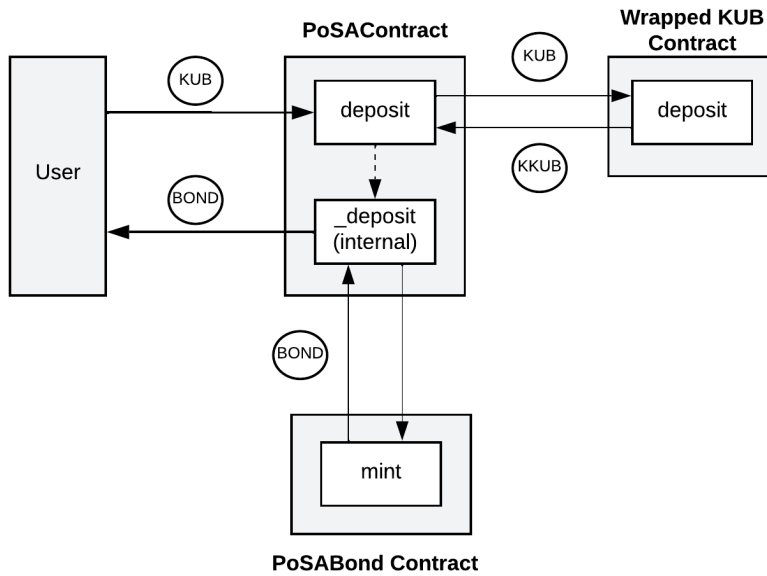 Wrapped KUB
Contract
PoSAContract
KUB
KUB
deposit
deposit
User
KKUB
BOND
_deposit
(internal)
BOND
mint
PoSABond Contract